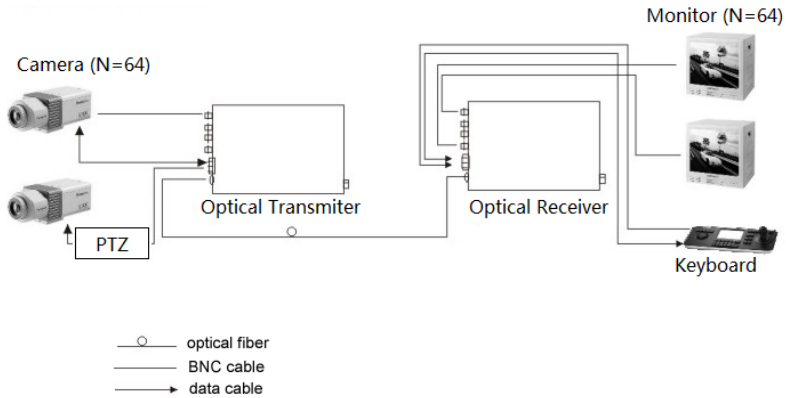 Monitor (N=64)
Camera (N=64)
Optical Transmiter
Optical Receiver
PTZ
Keyboard
optical fiber
BNC cable
data cable